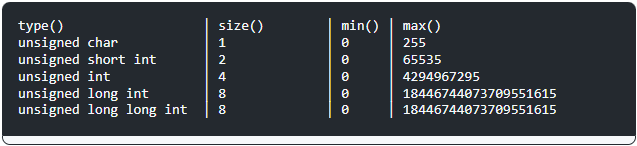 type() | size() | min() | max()
unsigned char | 1 | 0 | 255
unsigned short int | 2 | 0 | 65535
unsigned int | 4 | 0 | 4294967295
unsigned long int | 8 | 0 | 18446744073709551615
unsigned long long int | 8 | 0 | 18446744073709551615